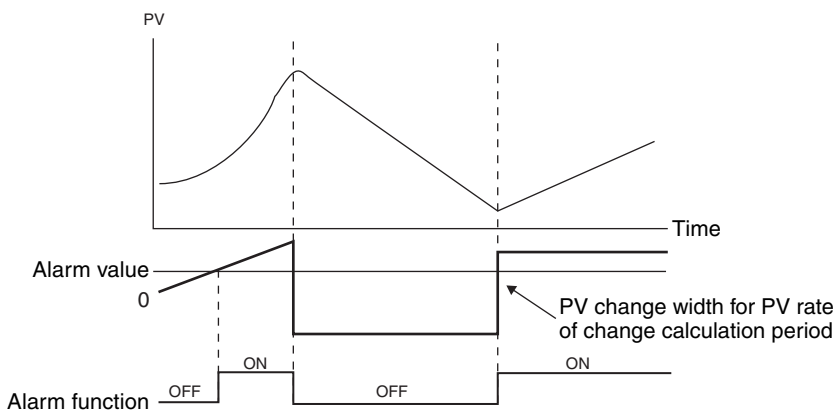 PV
Time
Alarm value
0
PV change width for PV rate
of change calculation period
ON
ON
OFF
OFF
Alarm function